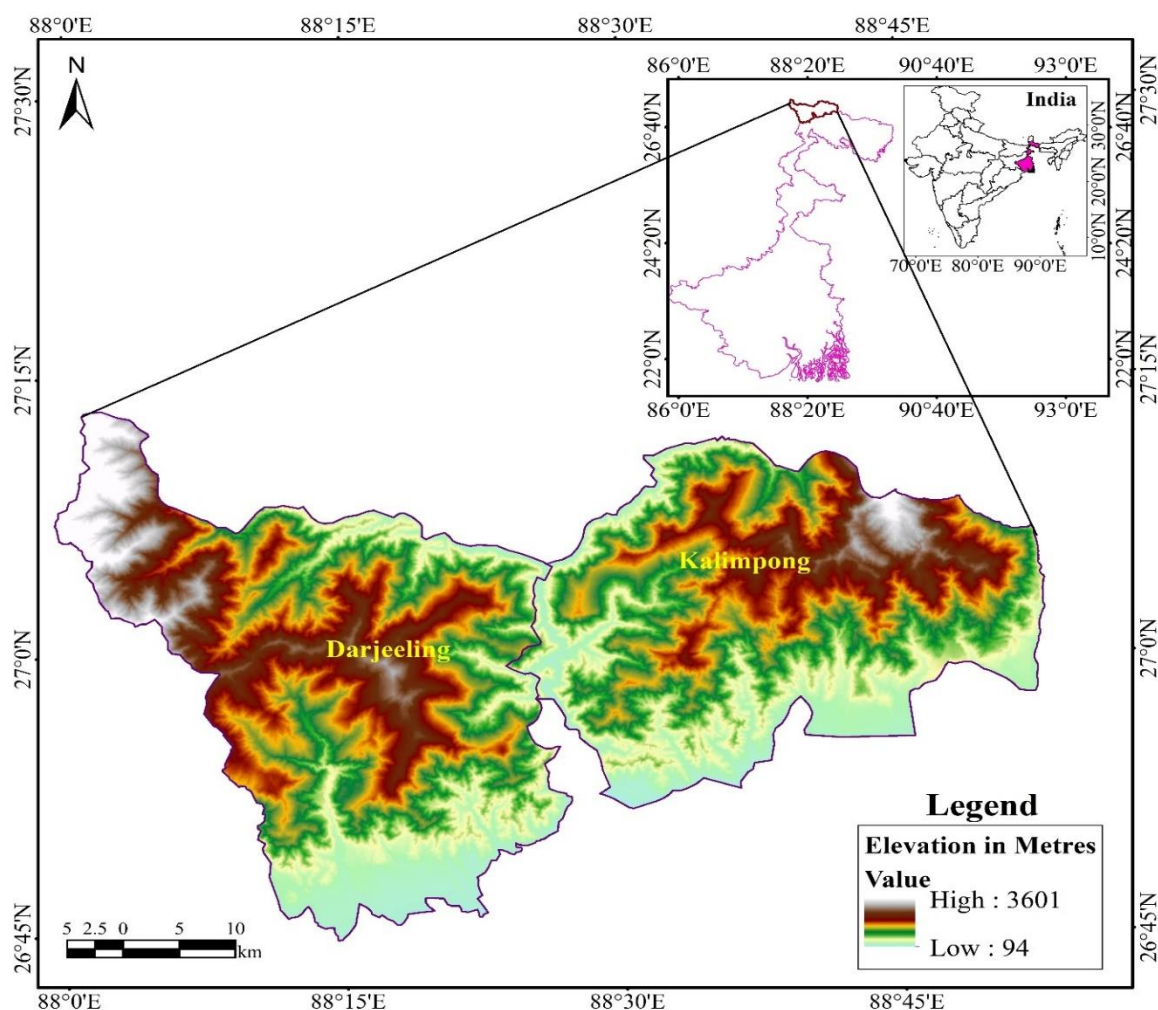 88°0'E 88°15'E 88°30'E 88°45'E
N
27°30'N
27°15'N
27°0'N
26°45'N
27°30'N
27°15'N
27°0'N
26°45'N
86°0'E 88°20'E 90°40'E 93°0'E
26°40'N
24°20'N
22°0'N
26°40'N
24°20'N
22°0'N
86°0'E 88°20'E 90°40'E 93°0'E
India
30°0'N
20°0'N
10°0'N
70°0'E 80°0'E 90°0'E
Kalimpong
Darjeeling
Legend
Elevation in Metres
Value
High : 3601
Low : 94
5 2.5 0 5 10
km
88°0'E 88°15'E 88°30'E 88°45'E